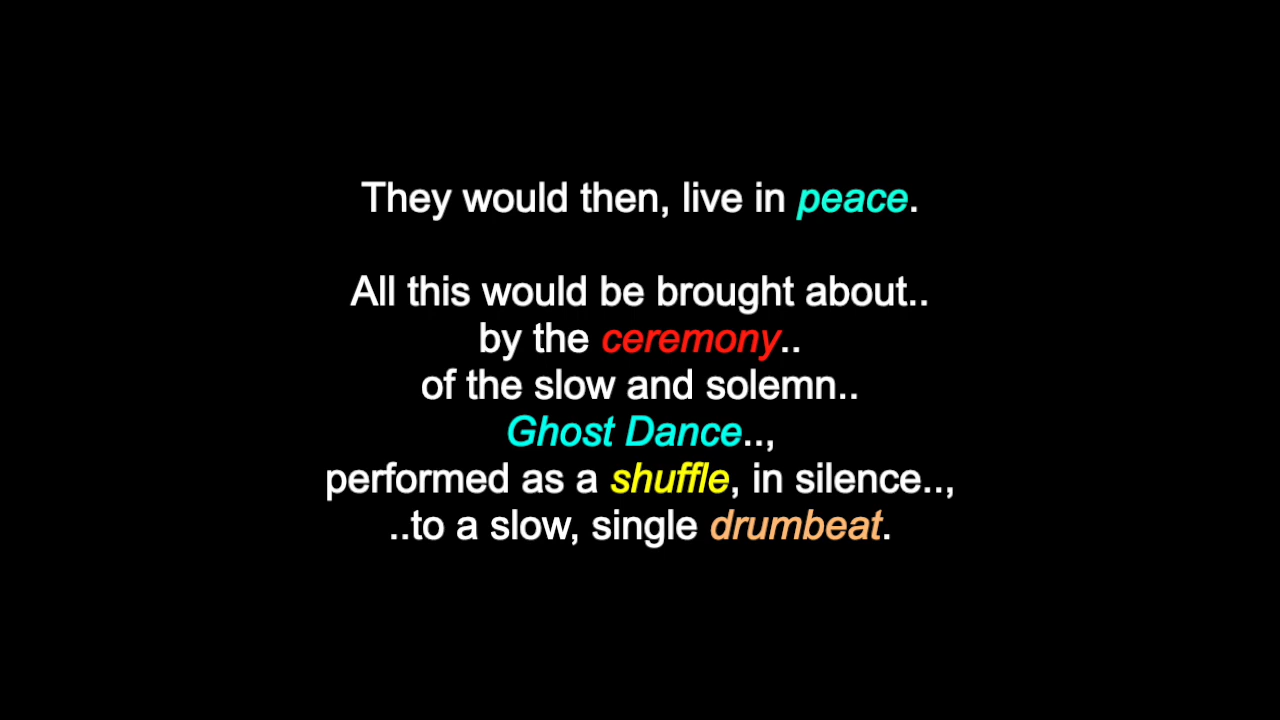 They would then, live in peace.
All this would be brought about..
by the ceremony..
of the slow and solemn..
Ghost Dance..,
performed as a shuffle, in silence..,
..to a slow, single drumbeat.